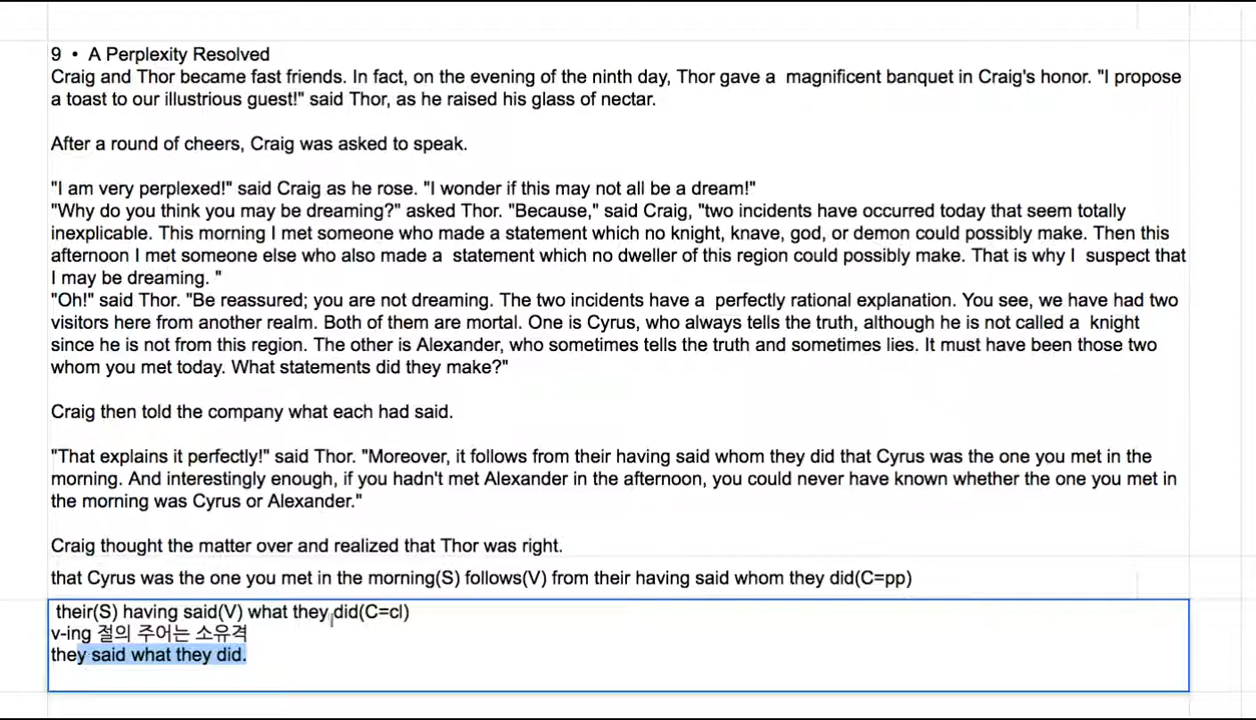 9 • A Perplexity Resolved
Craig and Thor became fast friends. In fact, on the evening of the ninth day, Thor gave a  magnificent banquet in Craig's honor. "I propose
a toast to our illustrious guest!" said Thor, as he raised his glass of nectar.
After a round of cheers, Craig was asked to speak.
"I am very perplexed!" said Craig as he rose. "I wonder if this may not all be a dream!"
"Why do you think you may be dreaming?" asked Thor. "Because," said Craig, "two incidents have occurred today that seem totally
inexplicable. This morning I met someone who made a statement which no knight, knave, god, or demon could possibly make. Then this
afternoon I met someone else who also made a  statement which no dweller of this region could possibly make. That is why I  suspect that
I may be dreaming. "
"Oh!" said Thor. "Be reassured; you are not dreaming. The two incidents have a  perfectly rational explanation. You see, we have had two
visitors here from another realm. Both of them are mortal. One is Cyrus, who always tells the truth, although he is not called a  knight
since he is not from this region. The other is Alexander, who sometimes tells the truth and sometimes lies. It must have been those two
whom you met today. What statements did they make?"
Craig then told the company what each had said.
"That explains it perfectly!" said Thor. "Moreover, it follows from their having said whom they did that Cyrus was the one you met in the
morning. And interestingly enough, if you hadn't met Alexander in the afternoon, you could never have known whether the one you met in
the morning was Cyrus or Alexander."
Craig thought the matter over and realized that Thor was right.
that Cyrus was the one you met in the morning(S) follows(V) from their having said whom they did(C=pp)
their(S) having said(V) what they did(C=cl)
v-ing 절의 주어는 소유격
they said what they did.